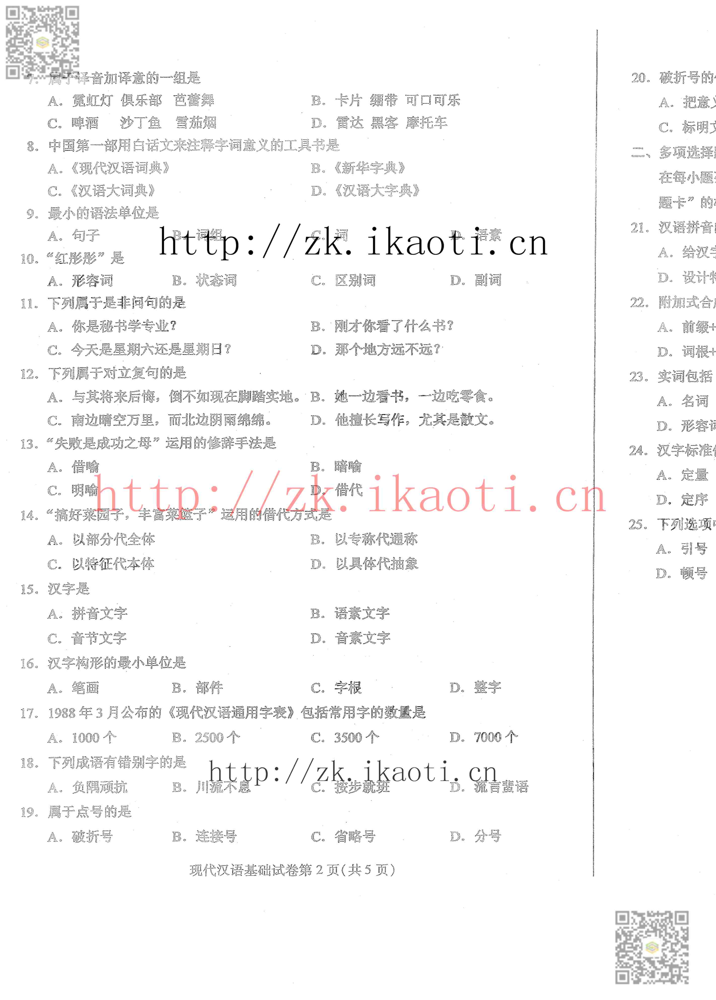 7. 属于译音加译意的一组是
A. 霓虹灯 俱乐部 芭蕾舞 B. 卡片 绷带 可口可乐
C. 啤酒 沙丁鱼 雪茄烟 D. 雷达 黑客 摩托车
8. 中国第一部用白话文来注释字词意义的工具书是
A.《现代汉语词典》 B.《新华字典》
C.《汉语大词典》 D.《汉语大字典》
9. 最小的语法单位是
A. 句子 B. 词组 C. 词 D. 语素
http://zk.ikaoti.cn
10. “红彤彤”是
A. 形容词 B. 状态词 C. 区别词 D. 副词
11. 下列属于是非问句的是
A. 你是秘书学专业? B. 刚才你看了什么书?
C. 今天是星期六还是星期日? D. 那个地方远不远?
12. 下列属于对立复句的是
A. 与其将来后悔，倒不如现在脚踏实地。 B. 她一边看书，一边吃零食。
C. 南边晴空万里，而北边阴雨绵绵。 D. 他擅长写作，尤其是散文。
13. “失败是成功之母”运用的修辞手法是
A. 借喻 B. 暗喻
C. 明喻 D. 借代
http://zk.ikaoti.cn
14. “搞好菜园子，丰富菜篮子”运用的借代方式是
A. 以部分代全体 B. 以专称代通称
C. 以特征代本体 D. 以具体代抽象
15. 汉字是
A. 拼音文字 B. 语素文字
C. 音节文字 D. 音素文字
16. 汉字构形的最小单位是
A. 笔画 B. 部件 C. 字根 D. 整字
17. 1988 年 3 月公布的《现代汉语通用字表》包括常用字的数量是
A. 1000 个 B. 2500 个 C. 3500 个 D. 7000 个
18. 下列成语有错别字的是
http://zk.ikaoti.cn
A. 负隅顽抗 B. 川流不息 C. 按步就班 D. 流言蜚语
19. 属于点号的是
A. 破折号 B. 连接号 C. 省略号 D. 分号
现代汉语基础试卷第 2 页(共 5 页)
20. 破折号的
A. 把意
C. 标明
二、多项选择
在每小题
题卡”的
21. 汉语拼音
A. 给汉
D. 设计
22. 附加式合
A. 前缀+
D. 词根+
23. 实词包括
A. 名词
D. 形容
24. 汉字标准
A. 定量
D. 定序
25. 下列选项
A. 引号
D. 顿号